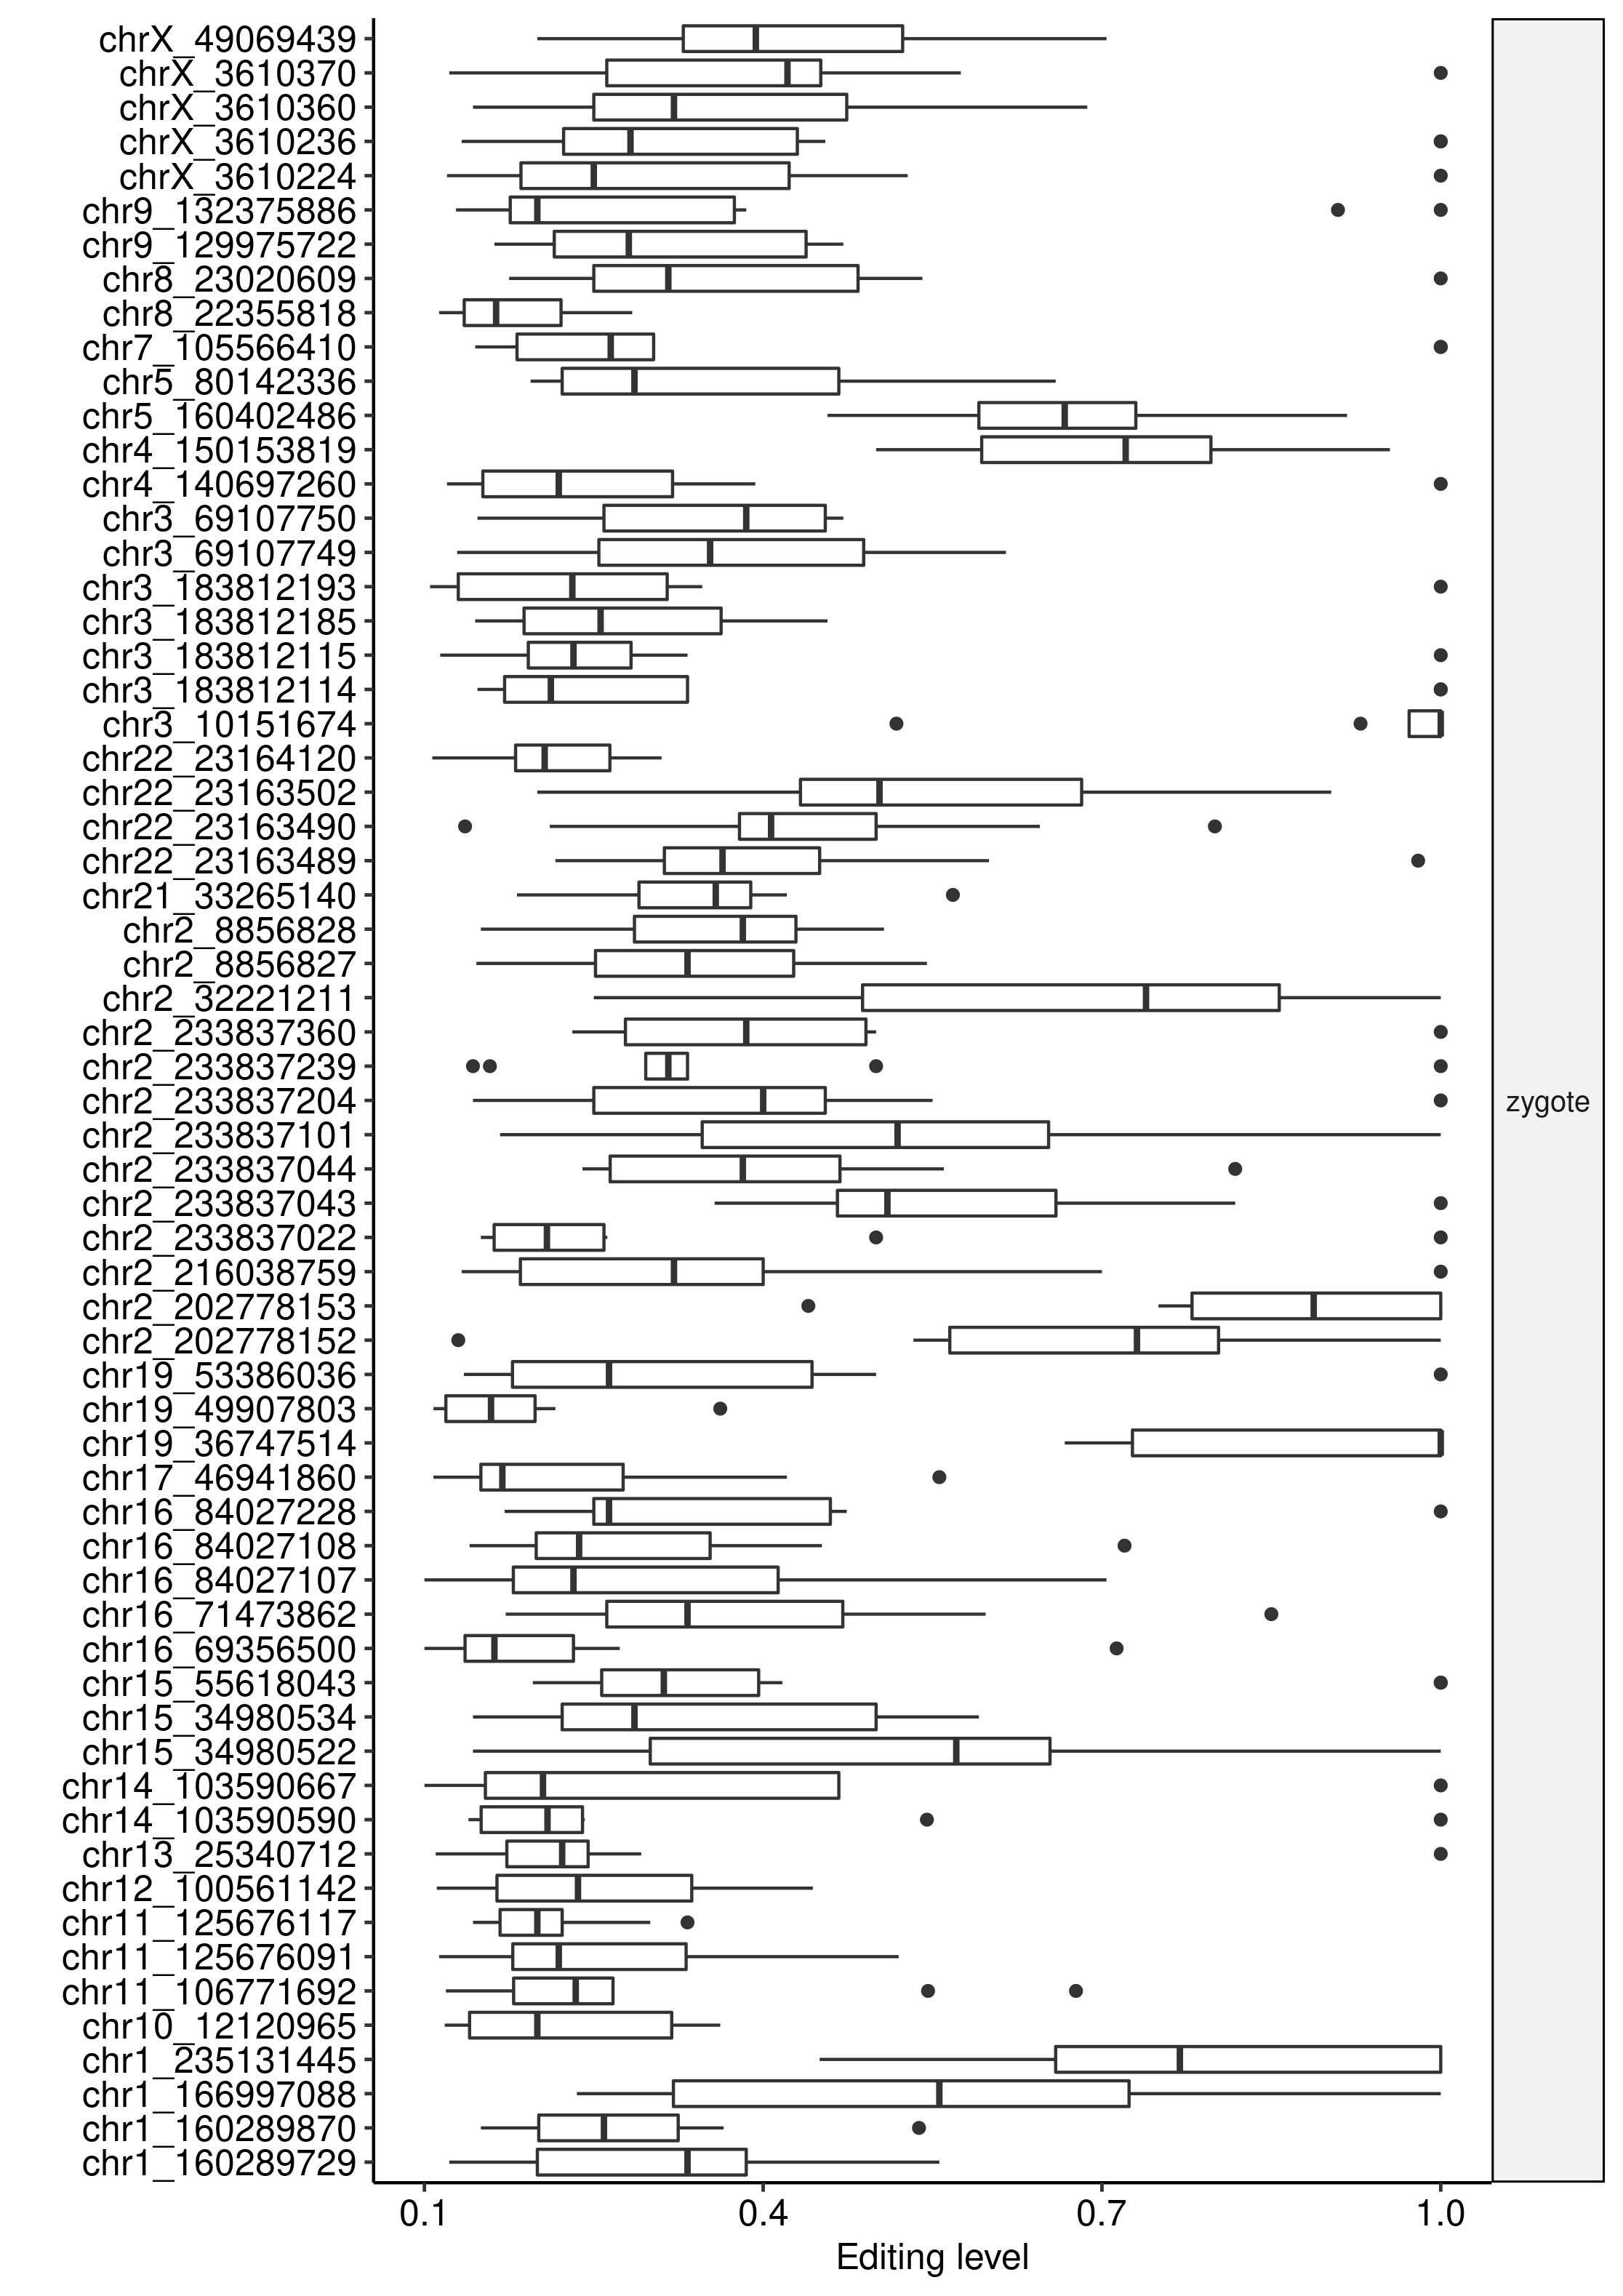 chrX_49069439
chrX_3610370
chrX_3610360
chrX_3610236
chrX_3610224
chr9_132375886
chr9_129975722
chr8_23020609
chr8_22355818
chr7_105566410
chr5_80142336
chr5_160402486
chr4_150153819
chr4_140697260
chr3_69107750
chr3_69107749
chr3_183812193
chr3_183812185
chr3_183812115
chr3_183812114
chr3_10151674
chr22_23164120
chr22_23163502
chr22_23163490
chr22_23163489
chr21_33265140
chr2_8856828
chr2_8856827
chr2_32221211
chr2_233837360
chr2_233837239
chr2_233837204
chr2_233837101
chr2_233837044
chr2_233837043
chr2_233837022
chr2_216038759
chr2_202778153
chr2_202778152
chr19_53386036
chr19_49907803
chr19_36747514
chr17_46941860
chr16_84027228
chr16_84027108
chr16_84027107
chr16_71473862
chr16_69356500
chr15_55618043
chr15_34980534
chr15_34980522
chr14_103590667
chr14_103590590
chr13_25340712
chr12_100561142
chr11_125676117
chr11_125676091
chr11_106771692
chr10_12120965
chr1_235131445
chr1_166997088
chr1_160289870
chr1_160289729
zygote
0.1 0.4 0.7 1.0
Editing level